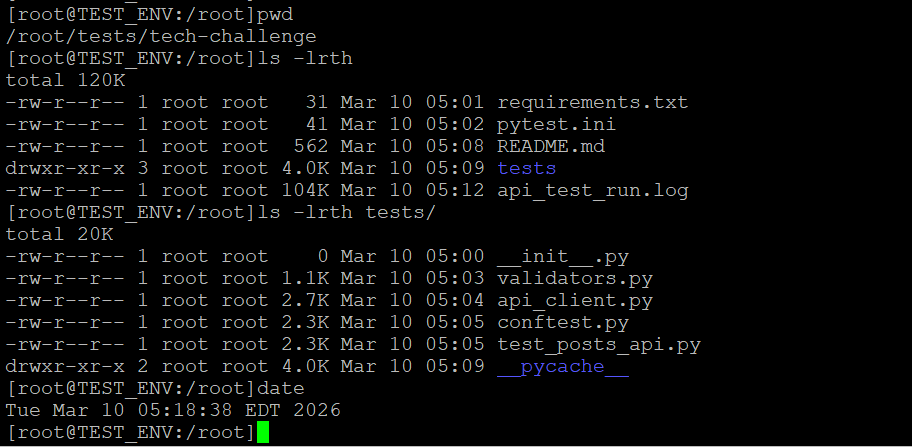 [root@TEST_ENV:/root]pwd
/root/tests/tech-challenge
[root@TEST_ENV:/root]ls -lrth
total 120K
-rw-r--r-- 1 root root   31 Mar 10 05:01 requirements.txt
-rw-r--r-- 1 root root   41 Mar 10 05:02 pytest.ini
-rw-r--r-- 1 root root  562 Mar 10 05:08 README.md
drwxr-xr-x 3 root root 4.0K Mar 10 05:09 tests
-rw-r--r-- 1 root root 104K Mar 10 05:12 api_test_run.log
[root@TEST_ENV:/root]ls -lrth tests/
total 20K
-rw-r--r-- 1 root root    0 Mar 10 05:00 __init__.py
-rw-r--r-- 1 root root 1.1K Mar 10 05:03 validators.py
-rw-r--r-- 1 root root 2.7K Mar 10 05:04 api_client.py
-rw-r--r-- 1 root root 2.3K Mar 10 05:05 conftest.py
-rw-r--r-- 1 root root 2.3K Mar 10 05:05 test_posts_api.py
drwxr-xr-x 2 root root 4.0K Mar 10 05:09 __pycache__
[root@TEST_ENV:/root]date
Tue Mar 10 05:18:38 EDT 2026
[root@TEST_ENV:/root]